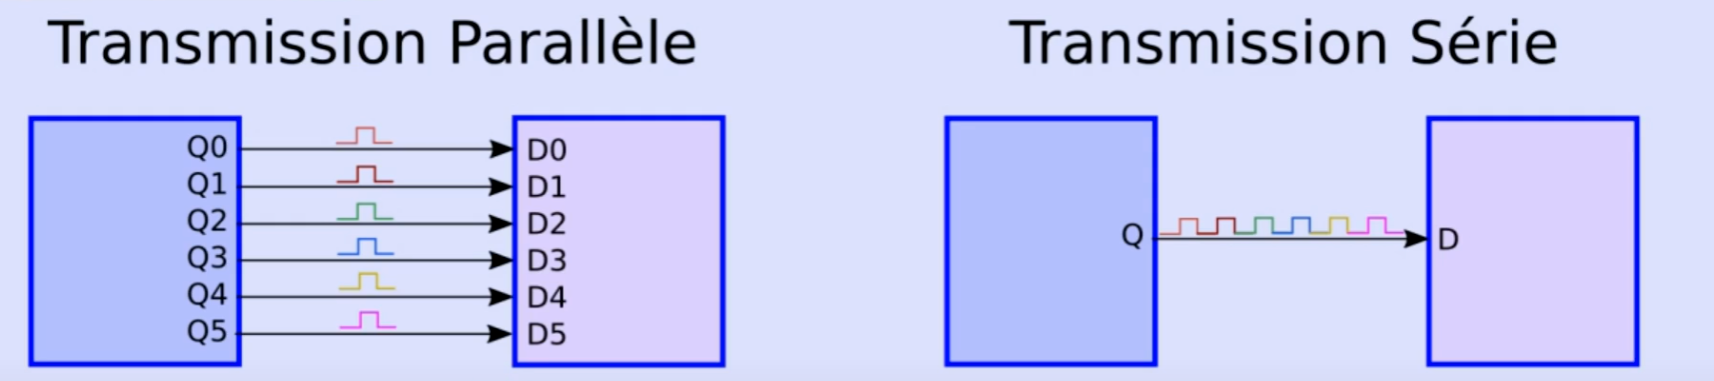 Transmission Parallèle
Transmission Série
Q0
D0
Q1
D1
Q2
D2
Q3
D3
Q4
D4
Q5
D5
Q
D